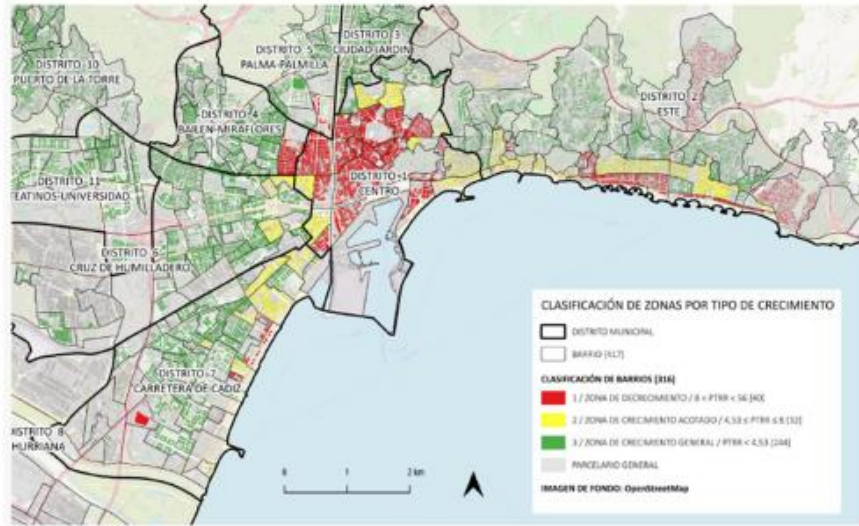 DISTRITO 3
CIUDAD JARDIN
DISTRITO 5
PALMA-PALMILLA
DISTRITO 10
PUERTO DE LA TORRE
DISTRITO 2
ESTE
DISTRITO 4
BAILEN-MIRAFLORES
DISTRITO 1
CENTRO
DISTRITO 11
TEATINOS-UNIVERSIDAD
DISTRITO 6
CRUZ DE HUMILLADERO
DISTRITO 7
CARRETERA DE CADIZ
DISTRITO 8
CHURRIANA
0 1 2 km
CLASIFICACIÓN DE ZONAS POR TIPO DE CRECIMIENTO
DISTRITO MUNICIPAL
BARRIO [417]
CLASIFICACIÓN DE BARRIOS [316]
1 / ZONA DE DECRECIMIENTO / 8 < PTRR < 56 [40]
2 / ZONA DE CRECIMIENTO ACOTADO / 4,53 ≤ PTRR ≤ 8 [32]
3 / ZONA DE CRECIMIENTO GENERAL / PTRR < 4,53 [244]
PARCELARIO GENERAL
IMAGEN DE FONDO: OpenStreetMap